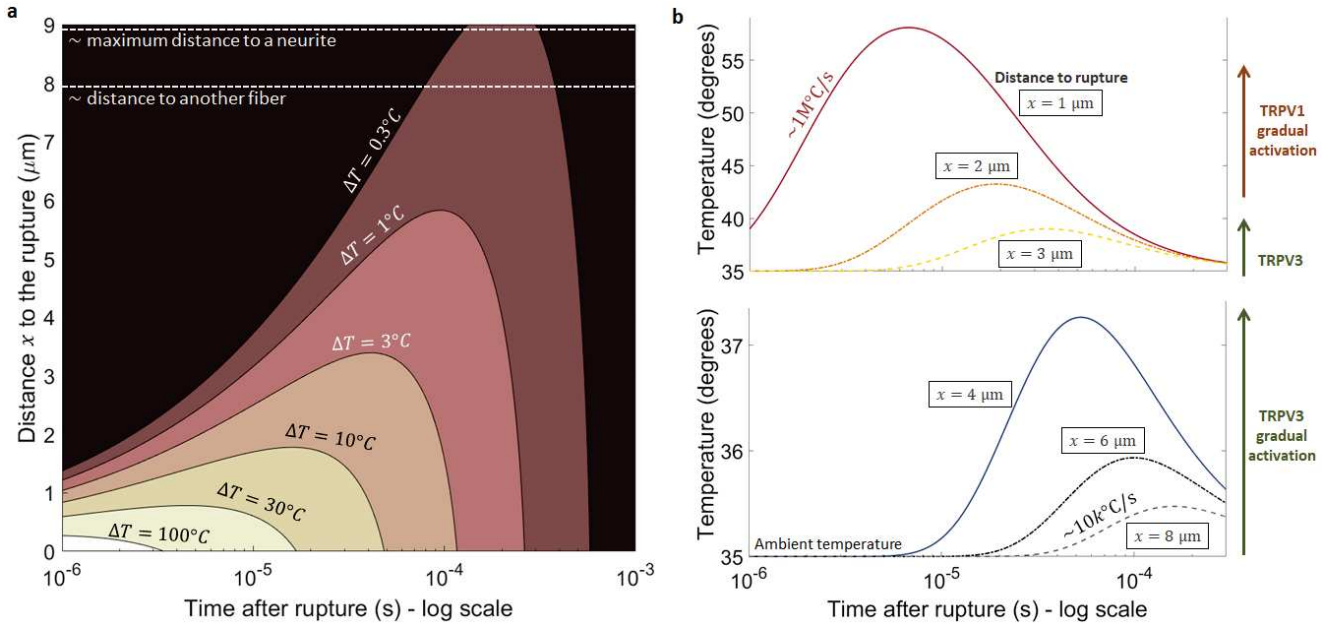 a
9
8
7
6
5
4
3
2
1
0
Distance x to the rupture (μm)
~ maximum distance to a neurite
~ distance to another fiber
ΔT = 0.3°C
ΔT = 1°C
ΔT = 3°C
ΔT = 10°C
ΔT = 30°C
ΔT = 100°C
10⁻⁶
10⁻⁵
10⁻⁴
10⁻³
Time after rupture (s) - log scale
b
55
50
45
40
35
Temperature (degrees)
~1M°C/s
Distance to rupture
x = 1 μm
x = 2 μm
x = 3 μm
TRPV1
gradual
activation
TRPV3
37
36
35
Temperature (degrees)
x = 4 μm
x = 6 μm
~10k°C/s
x = 8 μm
Ambient temperature
10⁻⁶
10⁻⁵
10⁻⁴
Time after rupture (s) - log scale
TRPV3
gradual
activation